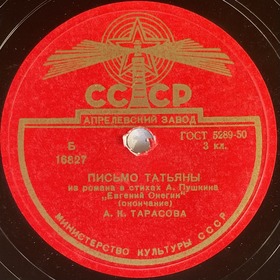 СССР
АПРЕЛЕВСКИЙ ЗАВОД
Б
16827
ГОСТ 5289-50
3 кл.
ПИСЬМО ТАТЬЯНЫ
из романа в стихах А. Пушкина
„Евгений Онегин"
(окончание)
А. К. ТАРАСОВА
МИНИСТЕРСТВО КУЛЬТУРЫ СССР